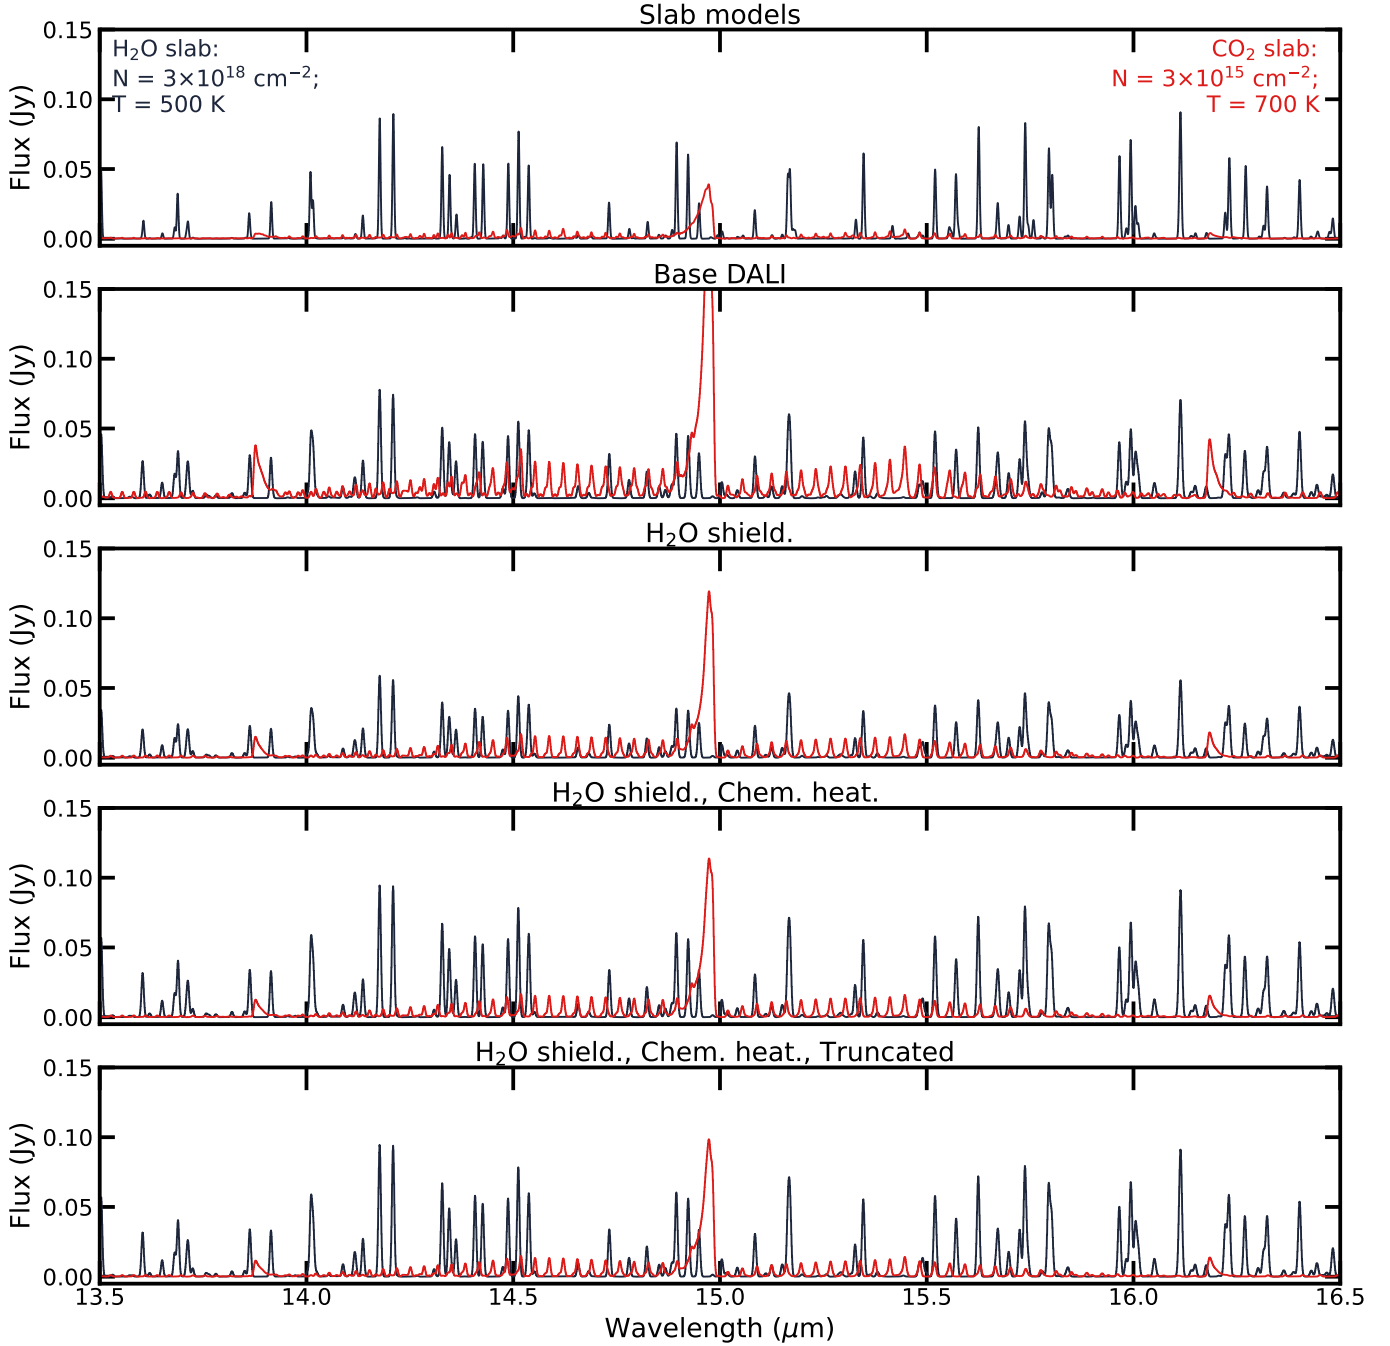 Slab models
H₂O slab:
N = 3×10¹⁸ cm⁻²;
T = 500 K
CO₂ slab:
N = 3×10¹⁵ cm⁻²;
T = 700 K
Flux (Jy)
0.15
0.10
0.05
0.00
Base DALI
Flux (Jy)
0.15
0.10
0.05
0.00
H₂O shield.
Flux (Jy)
0.15
0.10
0.05
0.00
H₂O shield., Chem. heat.
Flux (Jy)
0.15
0.10
0.05
0.00
H₂O shield., Chem. heat., Truncated
Flux (Jy)
0.15
0.10
0.05
0.00
13.5 14.0 14.5 15.0 15.5 16.0 16.5
Wavelength (μm)